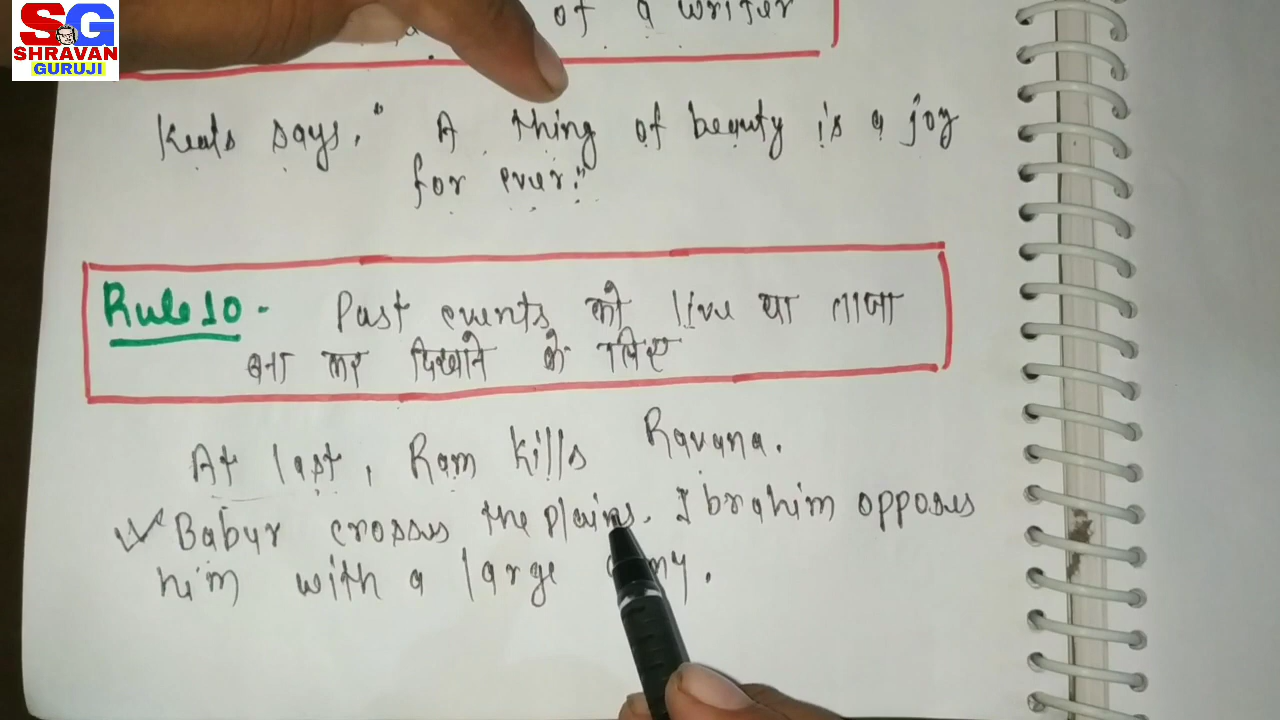 SG
SHRAVAN
GURUJI
of a writer
Keats says, " A thing of beauty is a joy
for ever."
Rule 10 - Past events को live या ताजा
बना कर दिखाने के लिए
At last, Ram kills Ravana.
Babur crosses the plains. Ibrahim opposes
him with a large army.